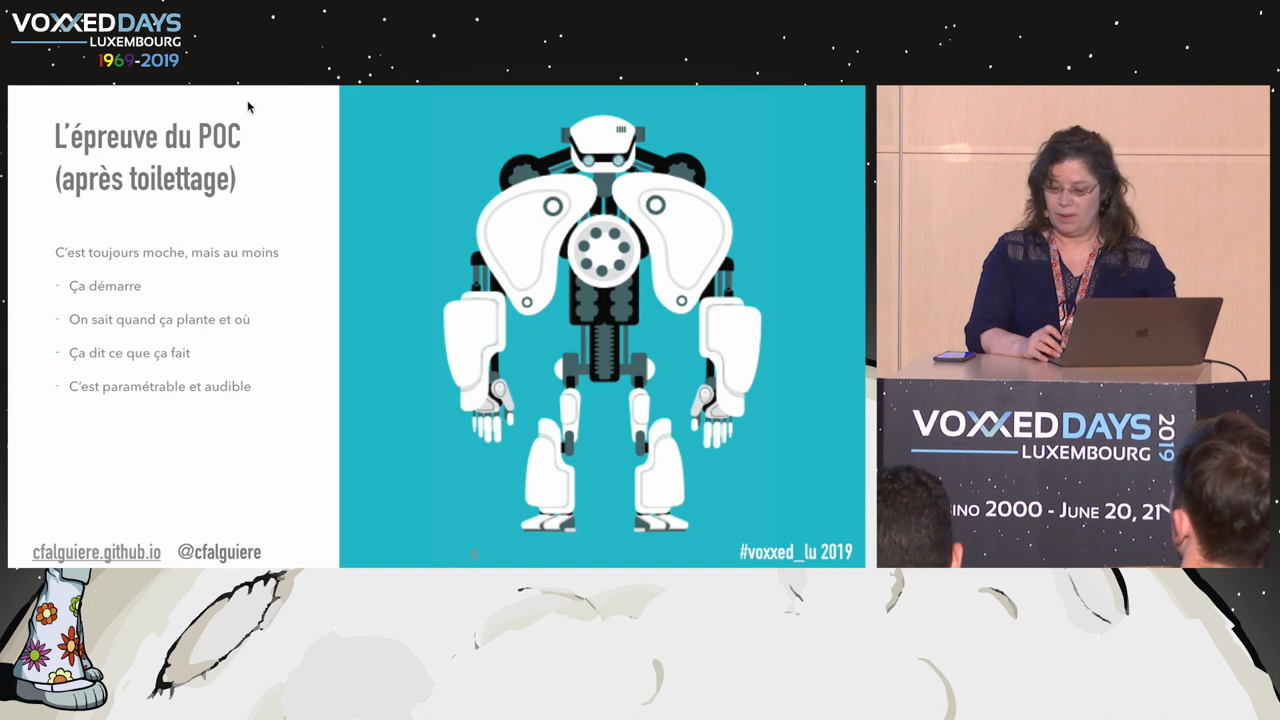 VOXXED DAYS
LUXEMBOURG
1969-2019
L'épreuve du POC
(après toilettage)
C'est toujours moche, mais au moins
- Ça démarre
- On sait quand ça plante et où
- Ça dit ce que ça fait
- C'est paramétrable et audible
cfalguiere.github.io @cfalguiere
#voxxed_lu 2019
VOXXED DAYS
2019
LUXEMBOURG
INO 2000 - JUNE 20, 21